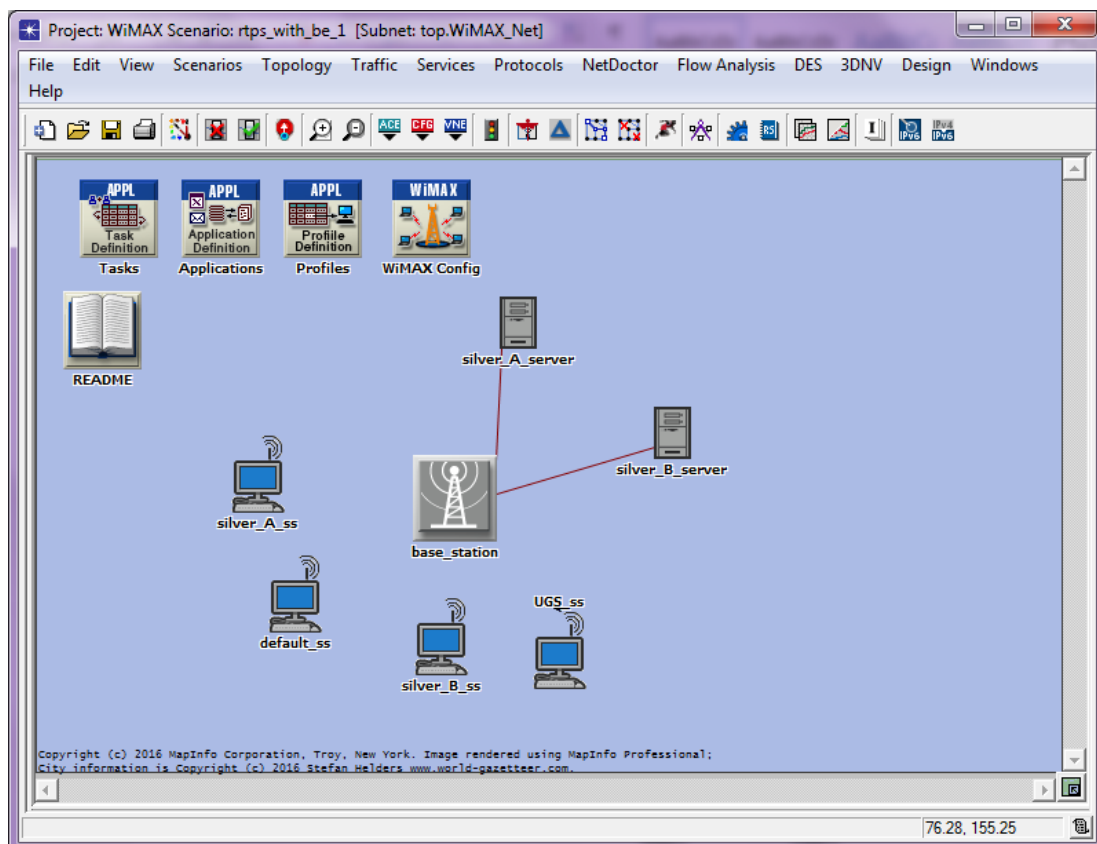 Project: WiMAX Scenario: rtps_with_be_1 [Subnet: top.WiMAX_Net]
File Edit View Scenarios Topology Traffic Services Protocols NetDoctor Flow Analysis DES 3DNV Design Windows
Help
ACE CFG VNE RS IPv6 IPv4 IPv6
APPL APPL APPL WiMAX
Task Definition
Application Definition
Profiile Definition
Tasks Applications Profiles WiMAX Config
README
silver_A_server
silver_B_server
silver_A_ss
base_station
default_ss
UGS_ss
silver_B_ss
Copyright (c) 2016 MapInfo Corporation, Troy, New York. Image rendered using MapInfo Professional;
City information is Copyright (c) 2016 Stefan Helders www.world-gazetteer.com.
76.28, 155.25